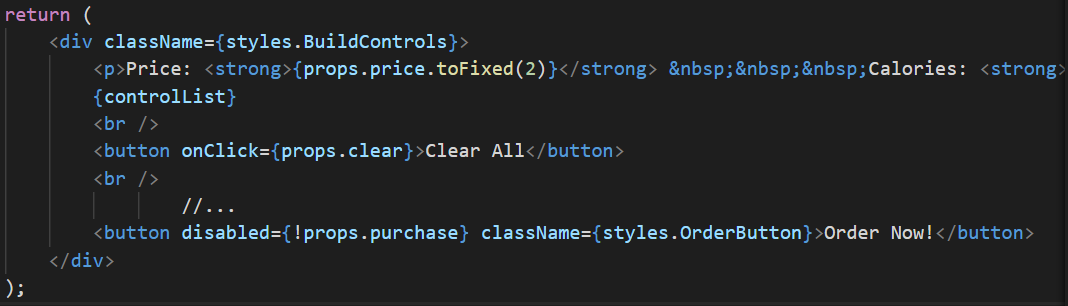 return (
<div className={styles.BuildControls}>
<p>Price: <strong>{props.price.toFixed(2)}</strong> &nbsp;&nbsp;&nbsp;Calories: <strong>
{controlList}
<br />
<button onClick={props.clear}>Clear All</button>
<br />
//...
<button disabled={!props.purchase} className={styles.OrderButton}>Order Now!</button>
</div>
);